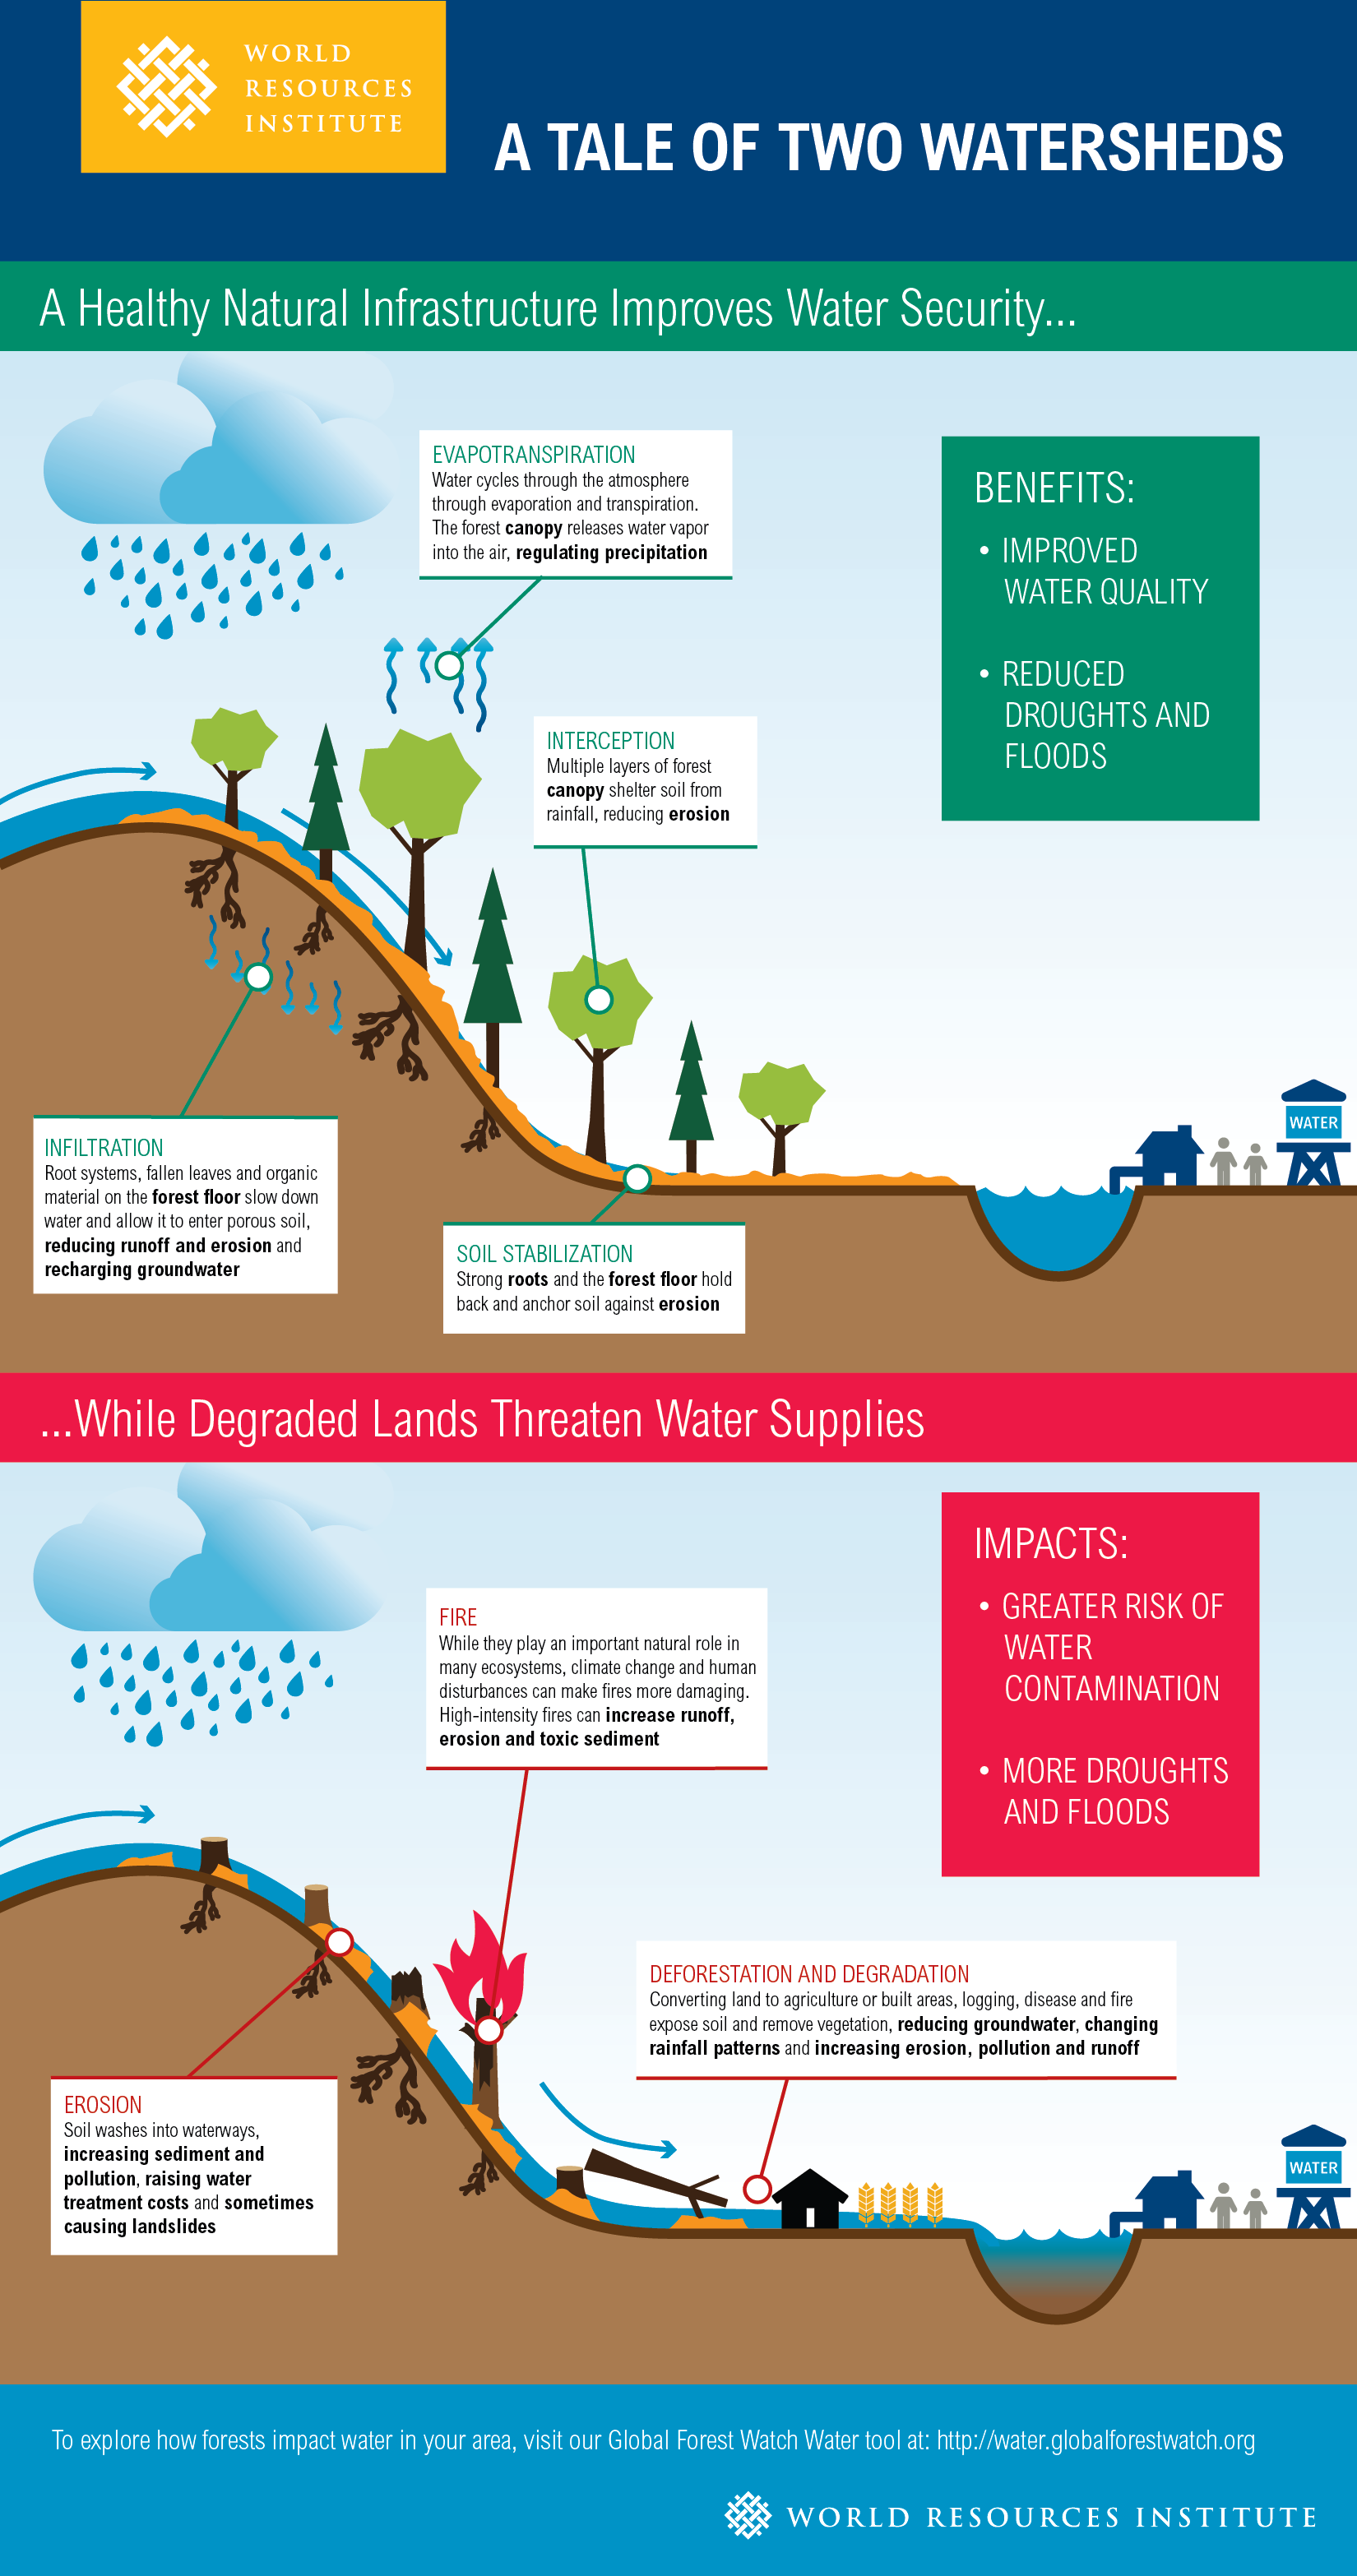 WORLD
RESOURCES
INSTITUTE
A TALE OF TWO WATERSHEDS
A Healthy Natural Infrastructure Improves Water Security...
EVAPOTRANSPIRATION
Water cycles through the atmosphere
through evaporation and transpiration.
The forest canopy releases water vapor
into the air, regulating precipitation
BENEFITS:
• IMPROVED
WATER QUALITY
• REDUCED
DROUGHTS AND
FLOODS
INTERCEPTION
Multiple layers of forest
canopy shelter soil from
rainfall, reducing erosion
WATER
INFILTRATION
Root systems, fallen leaves and organic
material on the forest floor slow down
water and allow it to enter porous soil,
reducing runoff and erosion and
recharging groundwater
SOIL STABILIZATION
Strong roots and the forest floor hold
back and anchor soil against erosion
...While Degraded Lands Threaten Water Supplies
IMPACTS:
• GREATER RISK OF
WATER
CONTAMINATION
• MORE DROUGHTS
AND FLOODS
FIRE
While they play an important natural role in
many ecosystems, climate change and human
disturbances can make fires more damaging.
High-intensity fires can increase runoff,
erosion and toxic sediment
DEFORESTATION AND DEGRADATION
Converting land to agriculture or built areas, logging, disease and fire
expose soil and remove vegetation, reducing groundwater, changing
rainfall patterns and increasing erosion, pollution and runoff
EROSION
Soil washes into waterways,
increasing sediment and
pollution, raising water
treatment costs and sometimes
causing landslides
WATER
To explore how forests impact water in your area, visit our Global Forest Watch Water tool at: http://water.globalforestwatch.org
WORLD RESOURCES INSTITUTE